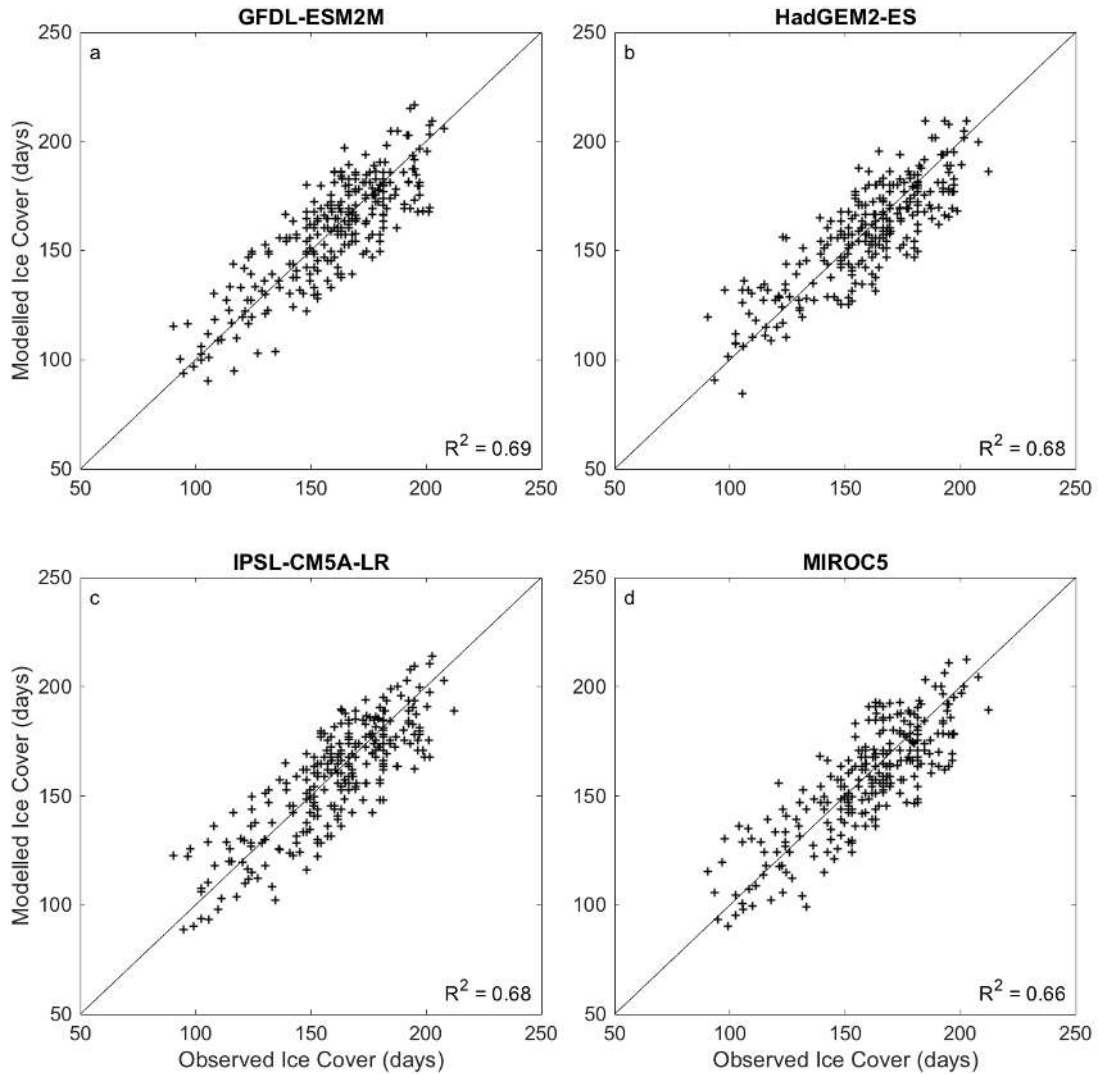 GFDL-ESM2M
HadGEM2-ES
250
200
150
100
50
Modelled Ice Cover (days)
a
R² = 0.69
50 100 150 200 250
250
200
150
100
50
b
R² = 0.68
50 100 150 200 250
IPSL-CM5A-LR
MIROC5
250
200
150
100
50
Modelled Ice Cover (days)
c
R² = 0.68
50 100 150 200 250
Observed Ice Cover (days)
250
200
150
100
50
d
R² = 0.66
50 100 150 200 250
Observed Ice Cover (days)